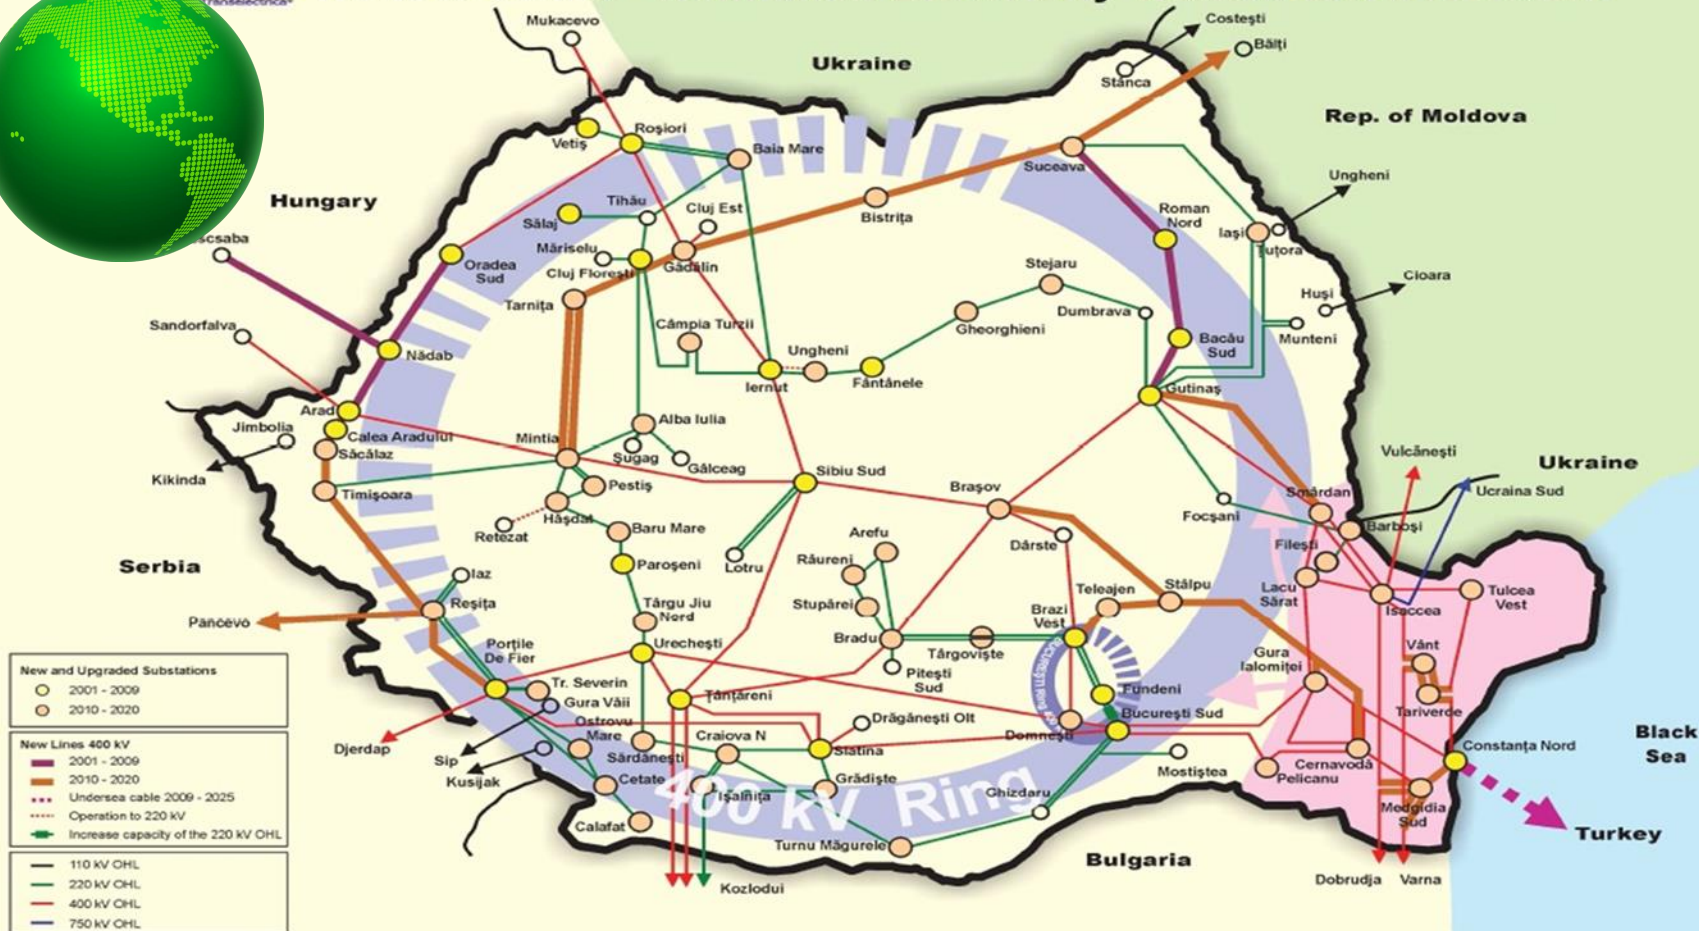 Transelectrica®
Mukacevo
Costeşti
Bălţi
Ukraine
Stânca
Rep. of Moldova
Vetiş
Roşiori
Baia Mare
Suceava
Ungheni
Hungary
Tihău
Cluj Est
Sălaj
Bistriţa
Roman
Nord
Iaşi
Ţuţora
Măriselu
Cluj Floreşti
Gădălin
Oradea
Sud
Stejaru
Cioara
Huşi
Tarniţa
Sandorfalva
Câmpia Turzii
Gheorghieni
Dumbrava
Munteni
Nădab
Ungheni
Iernut
Fântânele
Bacău
Sud
Gutinaş
Arad
Jimbolia
Calea Aradului
Săcălaz
Alba Iulia
Mintia
Şugag
Gâlceag
Kikinda
Timişoara
Pestiş
Sibiu Sud
Braşov
Vulcăneşti
Ukraine
Ucraina Sud
Smârdan
Focşani
Barboşi
Hăşdat
Retezat
Baru Mare
Arefu
Dârste
Fileşti
Serbia
Paroşeni
Lotru
Râureni
Iaz
Reşiţa
Stupărei
Teleajen
Stâlpu
Lacu
Sărat
Isaccea
Tulcea
Vest
Pancevo
Târgu Jiu
Nord
Brazi
Vest
Bradu
Târgovişte
Urecheşti
Porţile
De Fier
Piteşti
Sud
Gura
Ialomiţei
Vânt
New and Upgraded Substations
2001 - 2009
2010 - 2020
Tr. Severin
Gura Văii
Ţânţăreni
Fundeni
Tariverde
Ostrovu
Mare
Drăgăneşti Olt
Bucureşti Sud
Domneşti
New Lines 400 kV
2001 - 2009
2010 - 2020
Undersea cable 2009 - 2025
Operation to 220 kV
Increase capacity of the 220 kV OHL
Djerdap
Sip
Kusijak
Sărdăneşti
Craiova N
Slatina
Mostiştea
Pelicanu
Cernavodă
Constanţa Nord
Black
Sea
Cetate
Işalniţa
Grădişte
Ghizdaru
Medgidia
Sud
400 kV Ring
Calafat
Turnu Măgurele
Turkey
Bulgaria
Kozlodui
Dobrudja
Varna
110 kV OHL
220 kV OHL
400 kV OHL
750 kV OHL